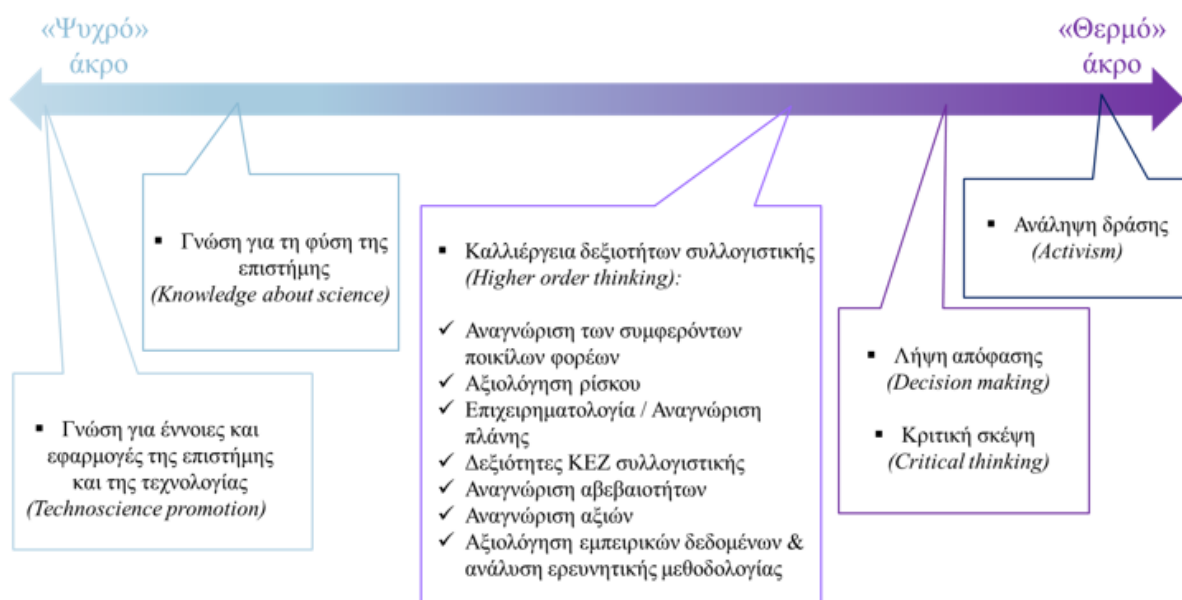 «Ψυχρό»
άκρο
«Θερμό»
άκρο
▪ Γνώση για έννοιες και
εφαρμογές της επιστήμης
και της τεχνολογίας
(Technoscience promotion)
▪ Γνώση για τη φύση της
επιστήμης
(Knowledge about science)
▪ Καλλιέργεια δεξιοτήτων συλλογιστικής
(Higher order thinking):
✓ Αναγνώριση των συμφερόντων
ποικίλων φορέων
✓ Αξιολόγηση ρίσκου
✓ Επιχειρηματολογία / Αναγνώριση
πλάνης
✓ Δεξιότητες ΚΕΖ συλλογιστικής
✓ Αναγνώριση αβεβαιοτήτων
✓ Αναγνώριση αξιών
✓ Αξιολόγηση εμπειρικών δεδομένων &
ανάλυση ερευνητικής μεθοδολογίας
▪ Λήψη απόφασης
(Decision making)
▪ Κριτική σκέψη
(Critical thinking)
▪ Ανάληψη δράσης
(Activism)